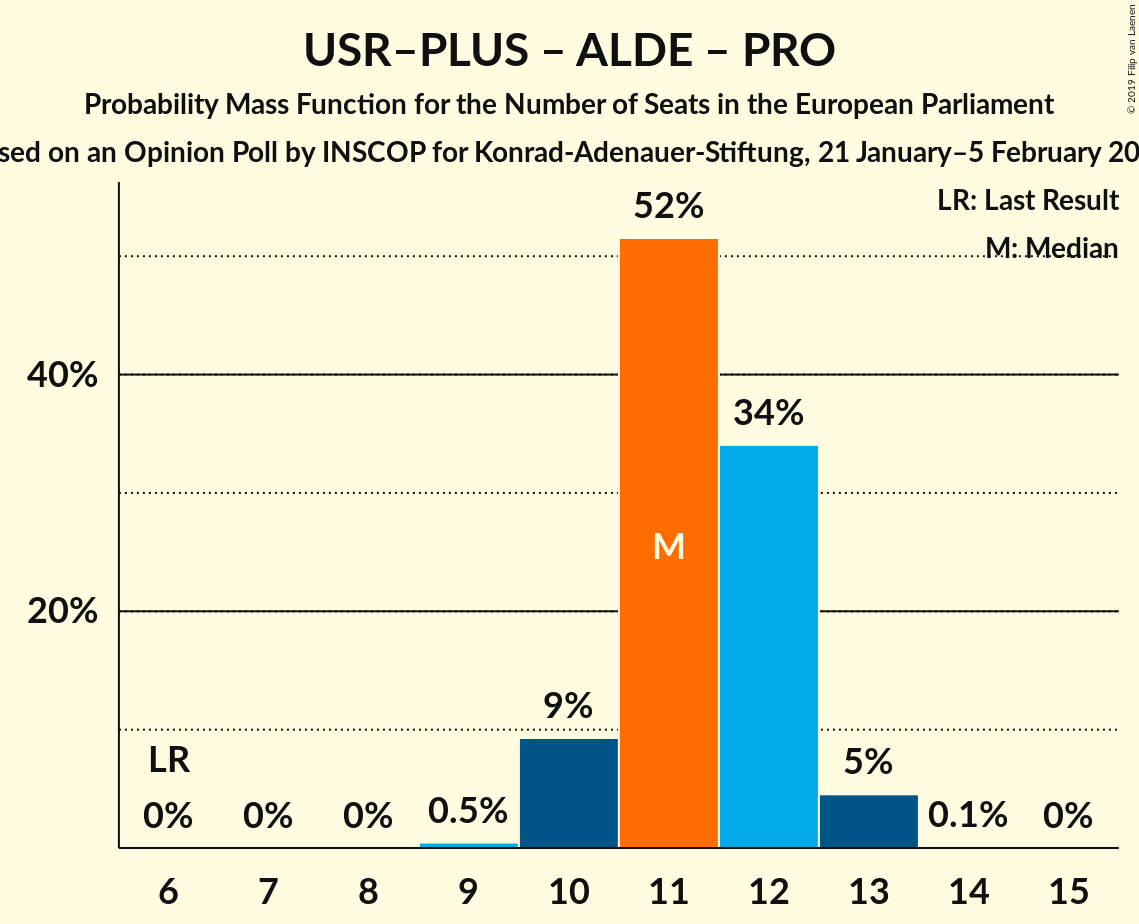 USR–PLUS – ALDE – PRO
Probability Mass Function for the Number of Seats in the European Parliament
sed on an Opinion Poll by INSCOP for Konrad-Adenauer-Stiftung, 21 January–5 February 20
© 2019 Filip van Laenen
LR: Last Result
M: Median
52%
40%
34%
M
20%
9%
LR
5%
0%
0%
0%
0.5%
0.1%
0%
6
7
8
9
10
11
12
13
14
15